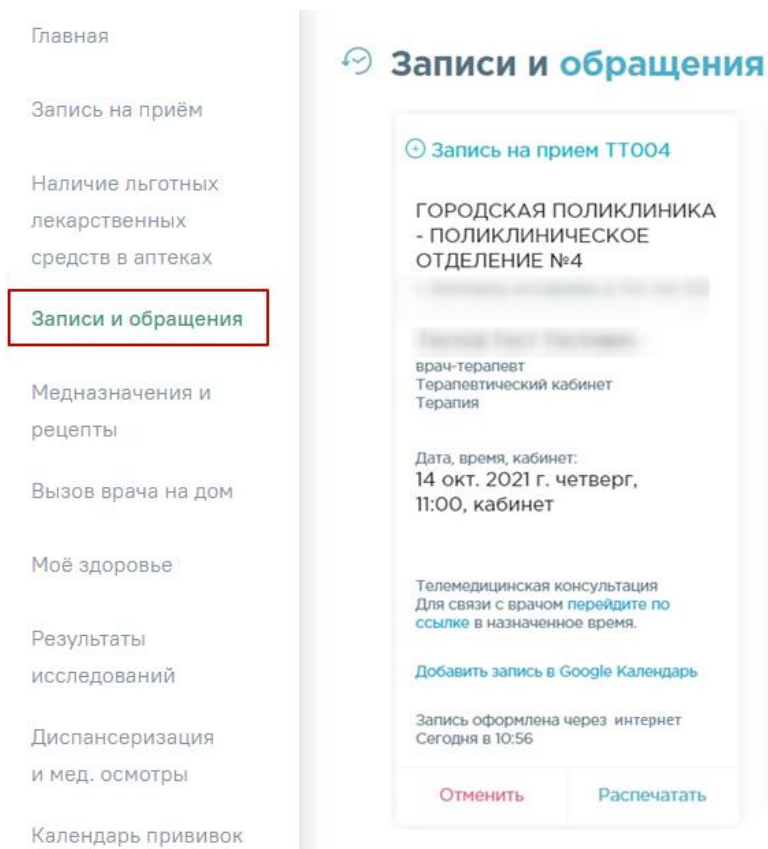 Главная
Запись на приём
Наличие льготных
лекарственных
средств в аптеках
Записи и обращения
Медназначения и
рецепты
Вызов врача на дом
Моё здоровье
Результаты
исследований
Диспансеризация
и мед. осмотры
Календарь прививок
Записи и обращения
Запись на прием ТТ004
ГОРОДСКАЯ ПОЛИКЛИНИКА
- ПОЛИКЛИНИЧЕСКОЕ
ОТДЕЛЕНИЕ №4
врач-терапевт
Терапевтический кабинет
Терапия
Дата, время, кабинет:
14 окт. 2021 г. четверг,
11:00, кабинет
Телемедицинская консультация
Для связи с врачом перейдите по
ссылке в назначенное время.
Добавить запись в Google Календарь
Запись оформлена через интернет
Сегодня в 10:56
Отменить
Распечатать